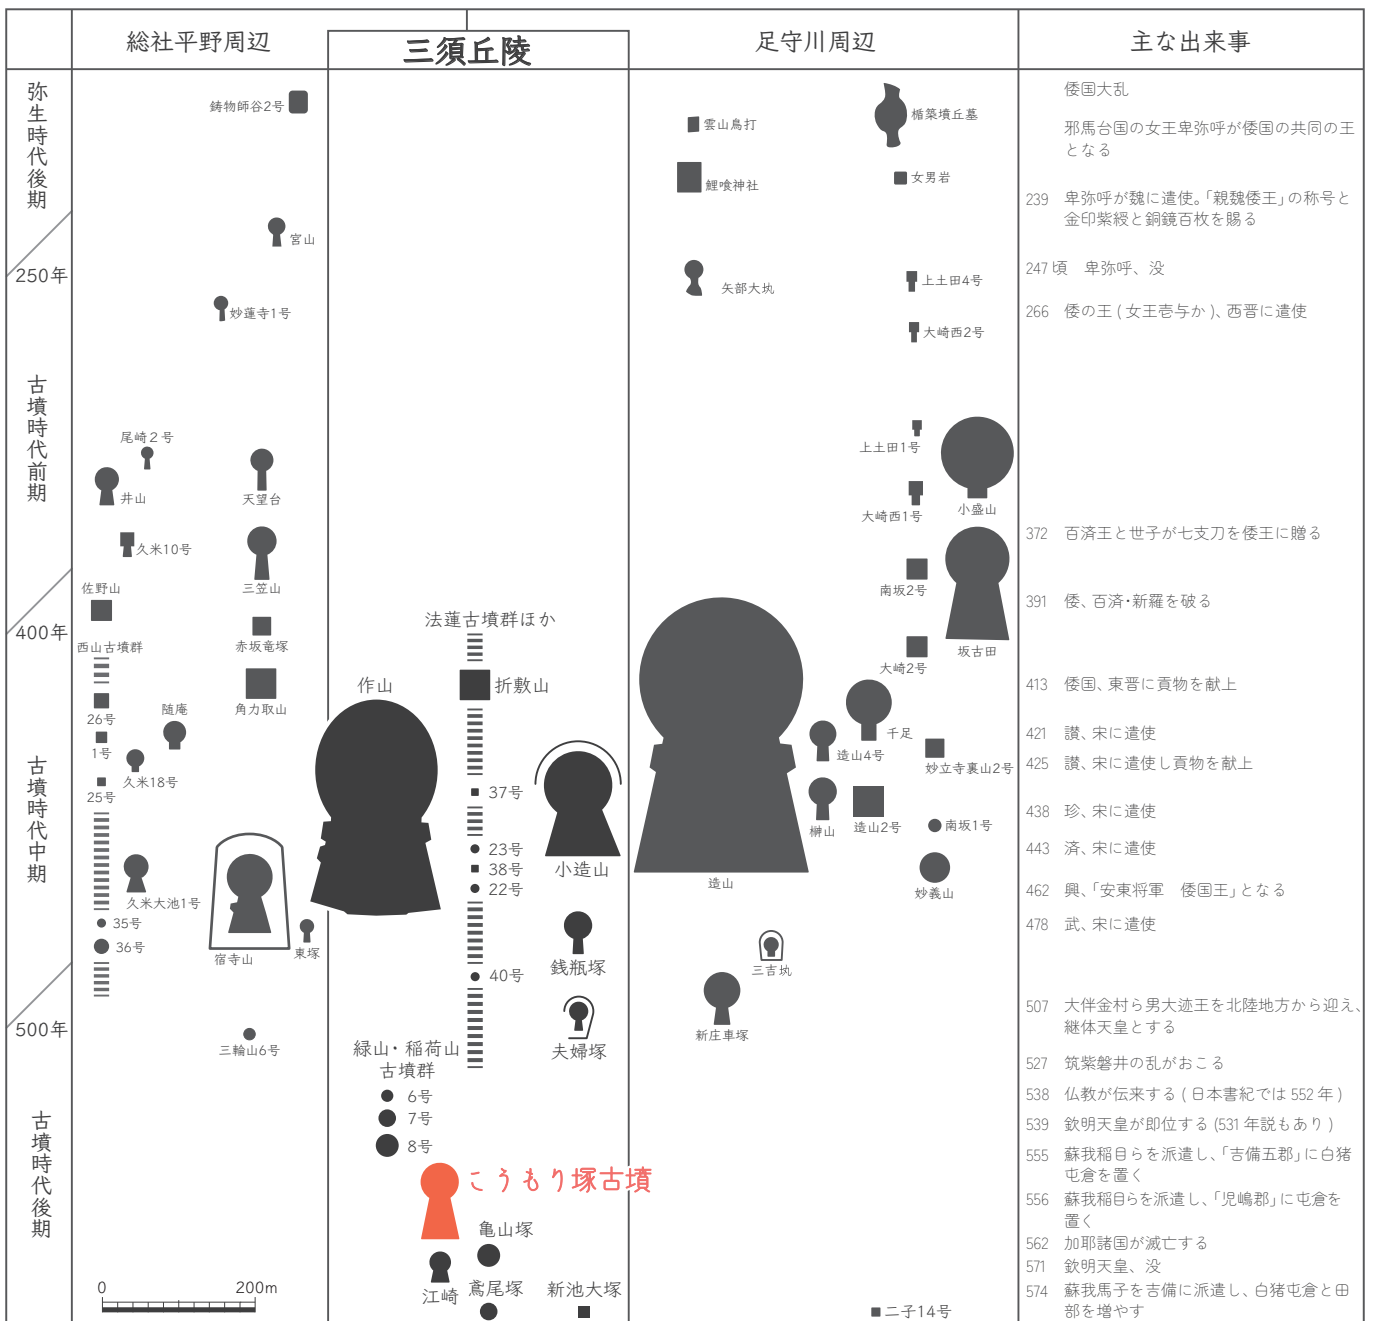 総社平野周辺
三須丘陵
足守川周辺
主な出来事
弥生時代後期
250年
古墳時代前期
400年
古墳時代中期
500年
古墳時代後期
鋳物師谷2号
宮山
妙蓮寺1号
尾崎2号
井山
天望台
久米10号
三笠山
佐野山
赤坂竜塚
西山古墳群
角力取山
26号
随庵
1号
久米18号
25号
久米大池1号
35号
36号
宿寺山
東塚
三輪山6号
0 200m
法蓮古墳群ほか
作山
折敷山
37号
23号
38号
22号
小造山
銭瓶塚
40号
夫婦塚
緑山・稲荷山
古墳群
6号
7号
8号
こうもり塚古墳
亀山塚
江崎
鳶尾塚
新池大塚
雲山鳥打
楯築墳丘墓
鯉喰神社
女男岩
矢部大𡉕
上土田4号
大崎西2号
上土田1号
小盛山
大崎西1号
南坂2号
坂古田
大崎2号
千足
造山4号
妙立寺裏山2号
榊山
造山2号
南坂1号
造山
妙義山
三吉𡉕
新庄車塚
二子14号
倭国大乱
邪馬台国の女王卑弥呼が倭国の共同の王
となる
239 卑弥呼が魏に遣使。「親魏倭王」の称号と
金印紫綬と銅鏡百枚を賜る
247 頃 卑弥呼、没
266 倭の王 ( 女王壱与か )、西晋に遣使
372 百済王と世子が七支刀を倭王に贈る
391 倭、百済・新羅を破る
413 倭国、東晋に貢物を献上
421 讃、宋に遣使
425 讃、宋に遣使し貢物を献上
438 珍、宋に遣使
443 済、宋に遣使
462 興、「安東将軍 倭国王」となる
478 武、宋に遣使
507 大伴金村ら男大迹王を北陸地方から迎え、
継体天皇とする
527 筑紫磐井の乱がおこる
538 仏教が伝来する ( 日本書紀では 552 年 )
539 欽明天皇が即位する (531 年説もあり )
555 蘇我稲目らを派遣し、「吉備五郡」に白猪
屯倉を置く
556 蘇我稲目らを派遣し、「児嶋郡」に屯倉を
置く
562 加耶諸国が滅亡する
571 欽明天皇、没
574 蘇我馬子を吉備に派遣し、白猪屯倉と田
部を増やす